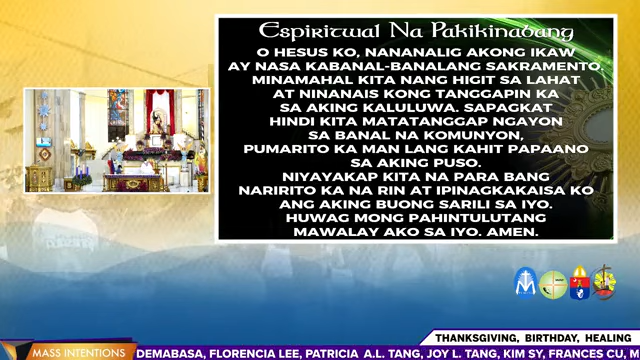 Espiritwal Na Pakikinabang
O HESUS KO, NANANALIG AKONG IKAW
AY NASA KABANAL-BANALANG SAKRAMENTO,
MINAMAHAL KITA NANG HIGIT SA LAHAT
AT NINANAIS KONG TANGGAPIN KA
SA AKING KALULUWA. SAPAGKAT
HINDI KITA MATATANGGAP NGAYON
SA BANAL NA KOMUNYON,
PUMARITO KA MAN LANG KAHIT PAPAANO
SA AKING PUSO.
NIYAYAKAP KITA NA PARA BANG
NARIRITO KA NA RIN AT IPINAGKAKAISA KO
ANG AKING BUONG SARILI SA IYO.
HUWAG MONG PAHINTULUTANG
MAWALAY AKO SA IYO. AMEN.
THANKSGIVING, BIRTHDAY, HEALING
MASS INTENTIONS
DEMABASA, FLORENCIA LEE, PATRICIA A.L. TANG, JOY L. TANG, KIM SY, FRANCES CU, M